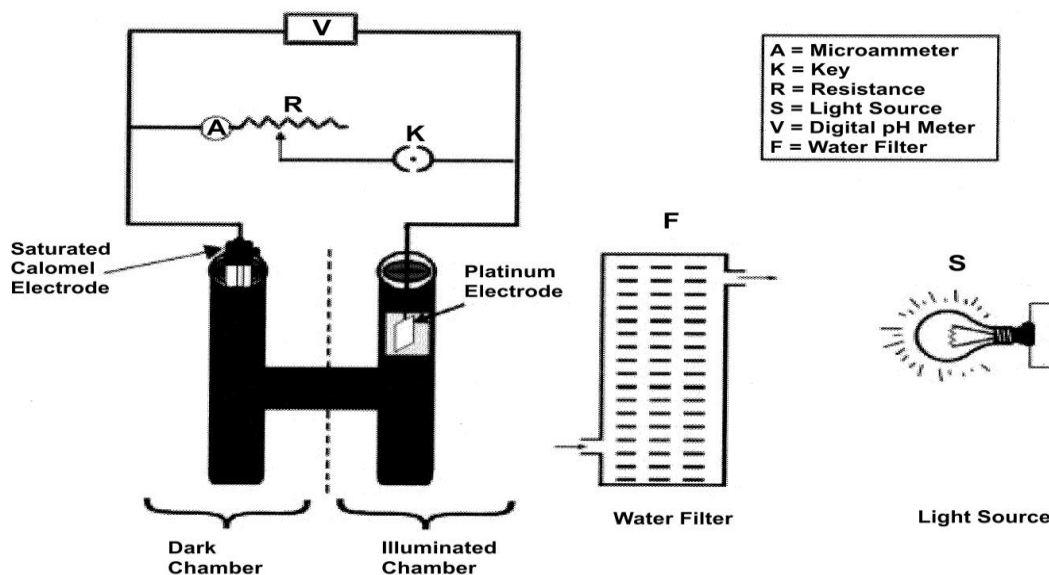 V
A = Microammeter
K = Key
R = Resistance
S = Light Source
V = Digital pH Meter
F = Water Filter
R
A
K
F
S
Saturated
Calomel
Electrode
Platinum
Electrode
Water Filter
Light Source
Dark
Chamber
Illuminated
Chamber